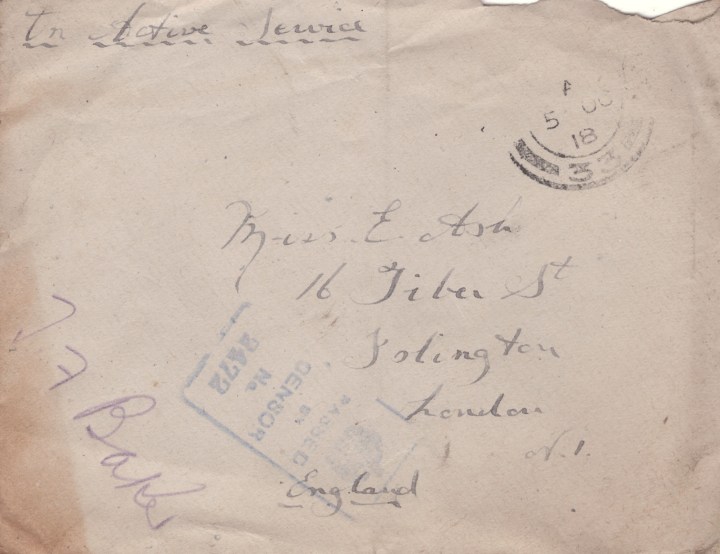 On Active Service
5 OC
18
33
Miss. E. Ash
16 Tiber St
Islington
London
N.1.
England
PASSED
BY
CENSOR
No.
2472
Baker